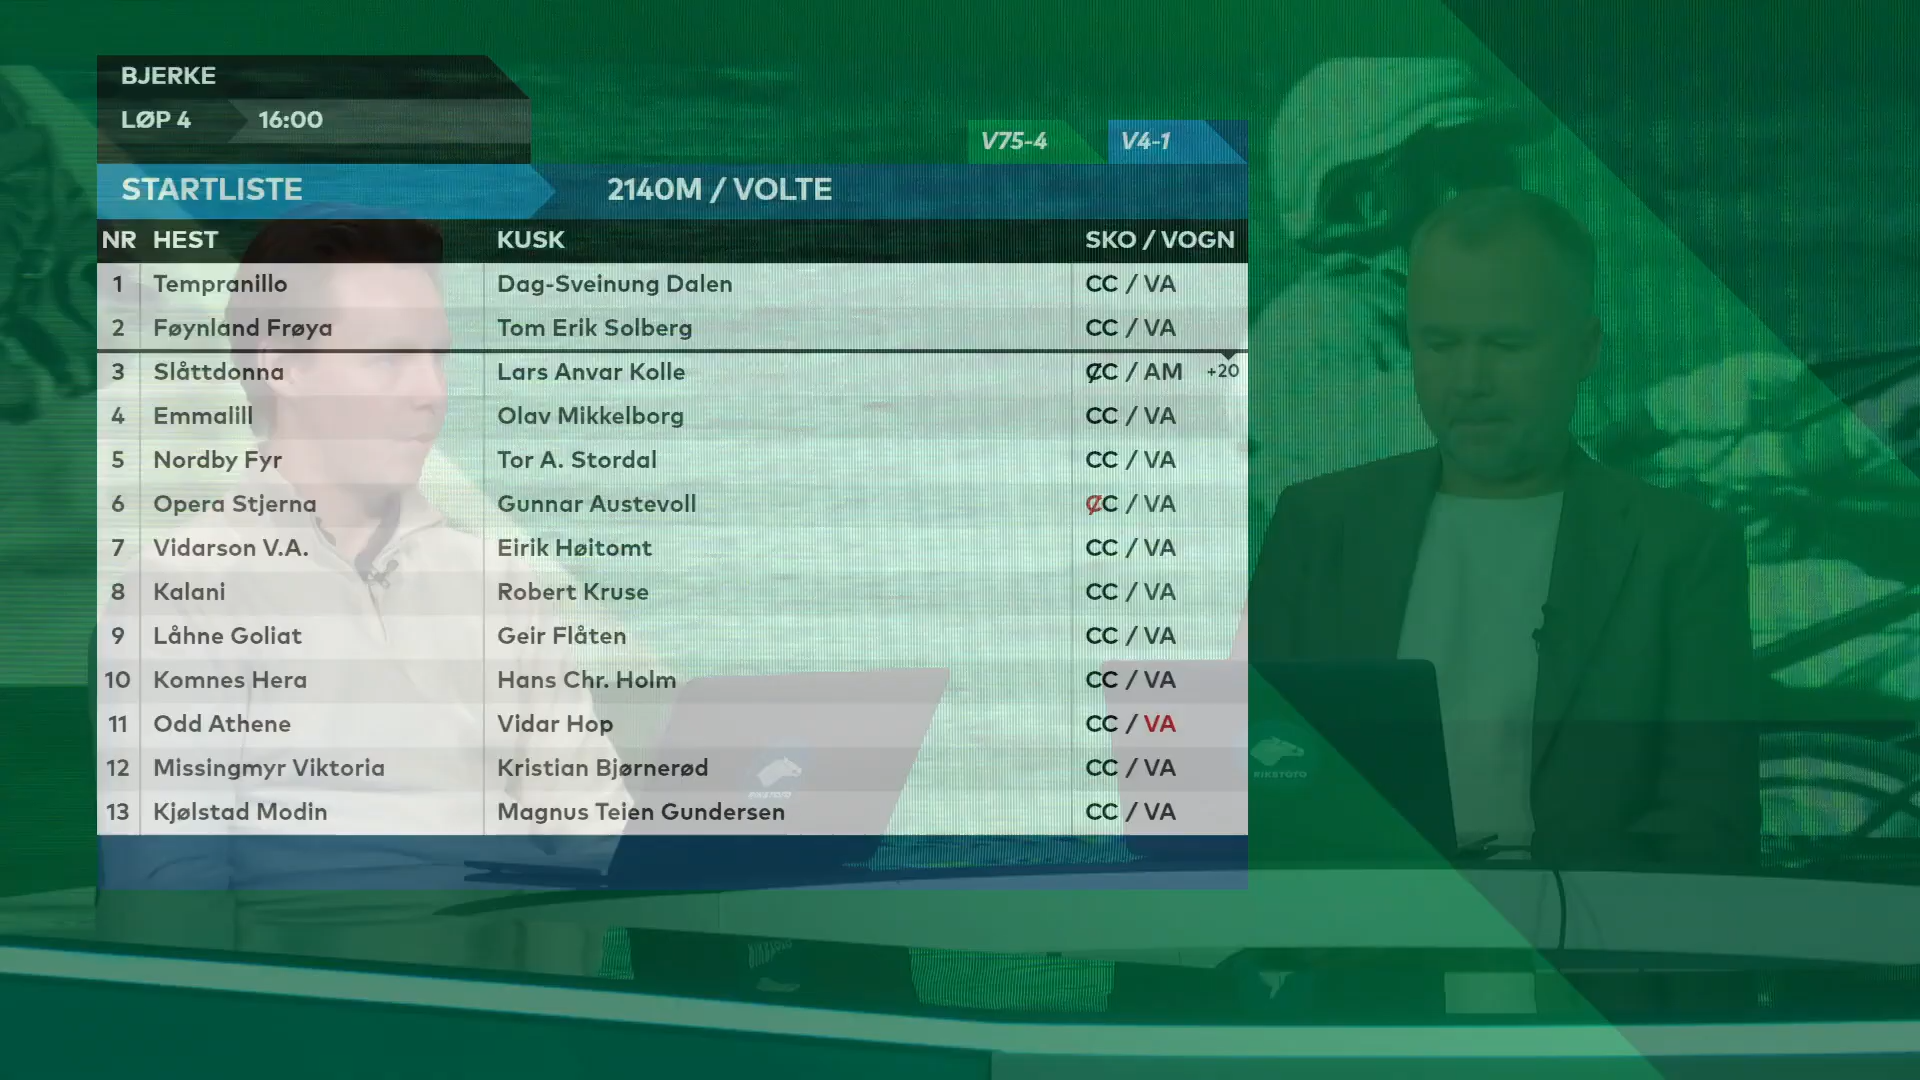 BJERKE
LØP 4 16:00
V75-4 V4-1
STARTLISTE 2140M / VOLTE
NR HEST KUSK SKO / VOGN
1 Tempranillo Dag-Sveinung Dalen CC / VA
2 Føynland Frøya Tom Erik Solberg CC / VA
3 Slåttdonna Lars Anvar Kolle ȻC / AM +20
4 Emmalill Olav Mikkelborg CC / VA
5 Nordby Fyr Tor A. Stordal CC / VA
6 Opera Stjerna Gunnar Austevoll ȻC / VA
7 Vidarson V.A. Eirik Høitomt CC / VA
8 Kalani Robert Kruse CC / VA
9 Låhne Goliat Geir Flåten CC / VA
10 Komnes Hera Hans Chr. Holm CC / VA
11 Odd Athene Vidar Hop CC / VA
12 Missingmyr Viktoria Kristian Bjørnerød CC / VA
13 Kjølstad Modin Magnus Teien Gundersen CC / VA
RIKSTOTO
RIKSTOTO